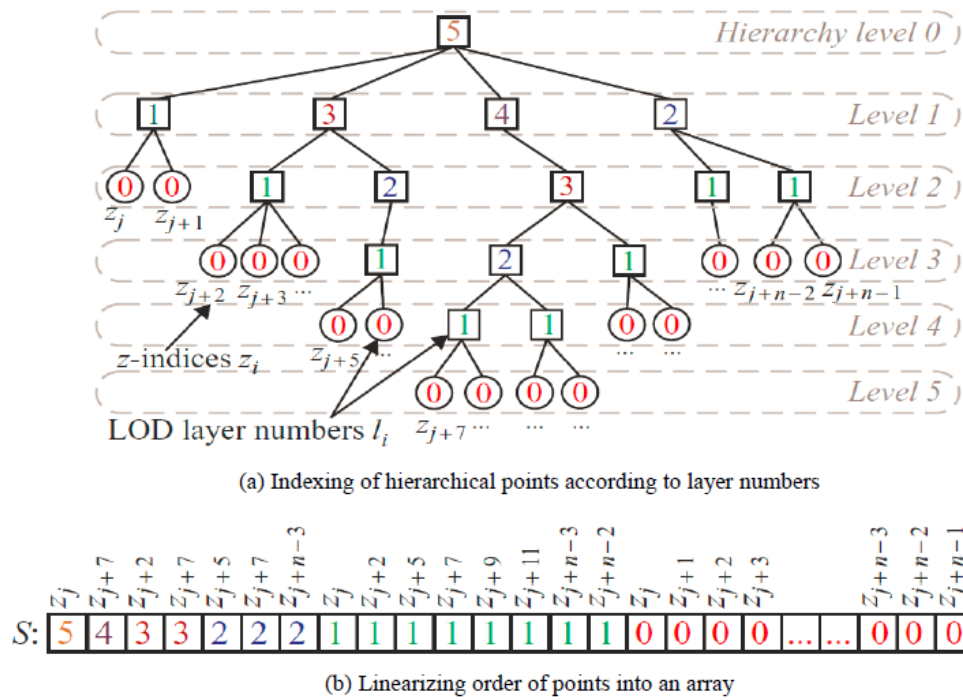 5 Hierarchy level 0
1 3 4 2 Level 1
0 0 1 2 3 1 1 Level 2
z_j z_{j+1}
0 0 0 1 2 1 0 0 0 Level 3
z_{j+2} z_{j+3} ... ... z_{j+n−2} z_{j+n−1}
0 0 1 1 0 0 Level 4
z-indices z_i z_{j+5} ... ... ...
0 0 0 0 Level 5
LOD layer numbers l_i z_{j+7} ... ... ...
(a) Indexing of hierarchical points according to layer numbers
z_j z_{j+7} z_{j+2} z_{j+7} z_{j+5} z_{j+7} z_{j+n−3} z_j z_{j+2} z_{j+5} z_{j+7} z_{j+9} z_{j+11} z_{j+n−3} z_{j+n−2} z_j z_{j+1} z_{j+2} z_{j+3} z_{j+n−3} z_{j+n−2} z_{j+n−1}
S: 5 4 3 3 2 2 2 1 1 1 1 1 1 1 1 0 0 0 0 ... ... 0 0 0
(b) Linearizing order of points into an array